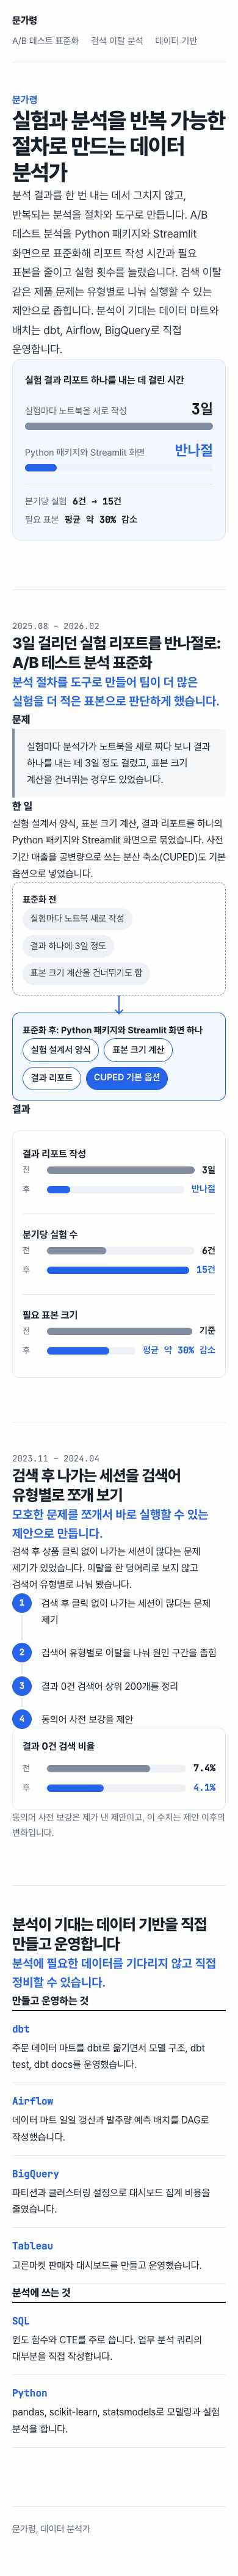 문가령
A/B 테스트 표준화 검색 이탈 분석 데이터 기반
문가령
실험과 분석을 반복 가능한
절차로 만드는 데이터
분석가
분석 결과를 한 번 내는 데서 그치지 않고,
반복되는 분석을 절차와 도구로 만듭니다. A/B
테스트 분석을 Python 패키지와 Streamlit
화면으로 표준화해 리포트 작성 시간과 필요
표본을 줄이고 실험 횟수를 늘렸습니다. 검색 이탈
같은 제품 문제는 유형별로 나눠 실행할 수 있는
제안으로 좁힙니다. 분석이 기대는 데이터 마트와
배치는 dbt, Airflow, BigQuery로 직접
운영합니다.
실험 결과 리포트 하나를 내는 데 걸린 시간
실험마다 노트북을 새로 작성 3일
Python 패키지와 Streamlit 화면 반나절
분기당 실험 6건 → 15건
필요 표본 평균 약 30% 감소
2025.08 – 2026.02
3일 걸리던 실험 리포트를 반나절로:
A/B 테스트 분석 표준화
분석 절차를 도구로 만들어 팀이 더 많은
실험을 더 적은 표본으로 판단하게 했습니다.
문제
실험마다 분석가가 노트북을 새로 짜다 보니 결과
하나를 내는 데 3일 정도 걸렸고, 표본 크기
계산을 건너뛰는 경우도 있었습니다.
한 일
실험 설계서 양식, 표본 크기 계산, 결과 리포트를 하나의
Python 패키지와 Streamlit 화면으로 묶었습니다. 사전
기간 매출을 공변량으로 쓰는 분산 축소(CUPED)도 기본
옵션으로 넣었습니다.
표준화 전
실험마다 노트북 새로 작성
결과 하나에 3일 정도
표본 크기 계산을 건너뛰기도 함
표준화 후: Python 패키지와 Streamlit 화면 하나
실험 설계서 양식 표본 크기 계산
결과 리포트 CUPED 기본 옵션
결과
결과 리포트 작성
전 3일
후 반나절
분기당 실험 수
전 6건
후 15건
필요 표본 크기
전 기준
후 평균 약 30% 감소
2023.11 – 2024.04
검색 후 나가는 세션을 검색어
유형별로 쪼개 보기
모호한 문제를 쪼개서 바로 실행할 수 있는
제안으로 만듭니다.
검색 후 상품 클릭 없이 나가는 세션이 많다는 문제
제기가 있었습니다. 이탈을 한 덩어리로 보지 않고
검색어 유형별로 나눠 봤습니다.
1 검색 후 클릭 없이 나가는 세션이 많다는 문제
제기
2 검색어 유형별로 이탈을 나눠 원인 구간을 좁힘
3 결과 0건 검색어 상위 200개를 정리
4 동의어 사전 보강을 제안
결과 0건 검색 비율
전 7.4%
후 4.1%
동의어 사전 보강은 제가 낸 제안이고, 이 수치는 제안 이후의
변화입니다.
분석이 기대는 데이터 기반을 직접
만들고 운영합니다
분석에 필요한 데이터를 기다리지 않고 직접
정비할 수 있습니다.
만들고 운영하는 것
dbt
주문 데이터 마트를 dbt로 옮기면서 모델 구조, dbt
test, dbt docs를 운영했습니다.
Airflow
데이터 마트 일일 갱신과 발주량 예측 배치를 DAG로
작성했습니다.
BigQuery
파티션과 클러스터링 설정으로 대시보드 집계 비용을
줄였습니다.
Tableau
고른마켓 판매자 대시보드를 만들고 운영했습니다.
분석에 쓰는 것
SQL
윈도 함수와 CTE를 주로 씁니다. 업무 분석 쿼리의
대부분을 직접 작성합니다.
Python
pandas, scikit-learn, statsmodels로 모델링과 실험
분석을 합니다.
문가령, 데이터 분석가